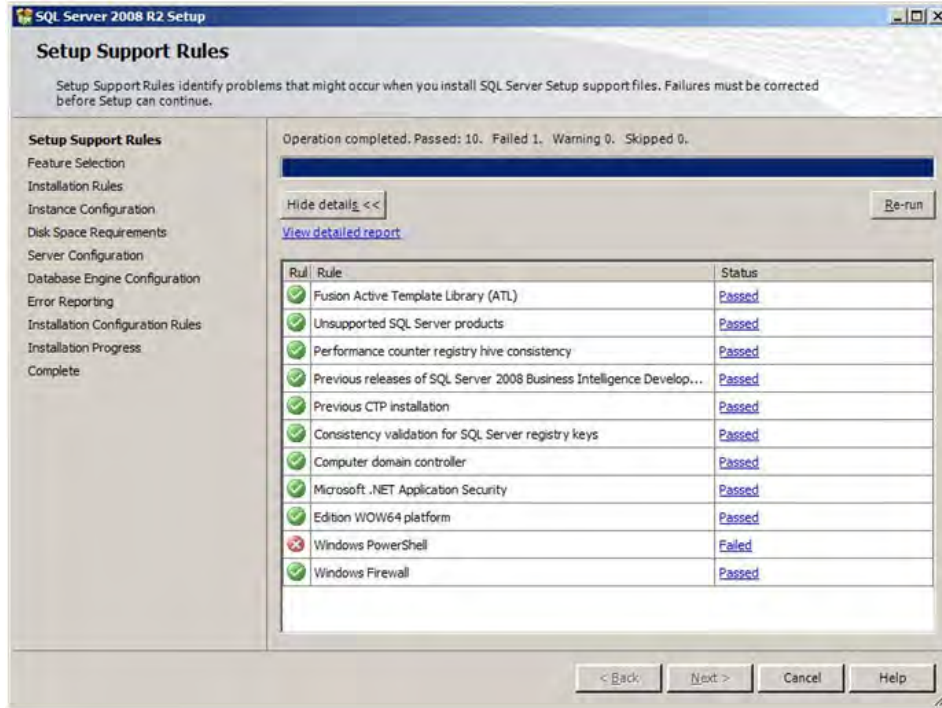 SQL Server 2008 R2 Setup
Setup Support Rules
Setup Support Rules identify problems that might occur when you install SQL Server Setup support files. Failures must be corrected
before Setup can continue.
Setup Support Rules
Feature Selection
Installation Rules
Instance Configuration
Disk Space Requirements
Server Configuration
Database Engine Configuration
Error Reporting
Installation Configuration Rules
Installation Progress
Complete
Operation completed. Passed: 10. Failed 1. Warning 0. Skipped 0.
Hide details <<
Re-run
View detailed report
Rul Rule Status
Fusion Active Template Library (ATL) Passed
Unsupported SQL Server products Passed
Performance counter registry hive consistency Passed
Previous releases of SQL Server 2008 Business Intelligence Develop... Passed
Previous CTP installation Passed
Consistency validation for SQL Server registry keys Passed
Computer domain controller Passed
Microsoft .NET Application Security Passed
Edition WOW64 platform Passed
Windows PowerShell Failed
Windows Firewall Passed
< Back Next > Cancel Help